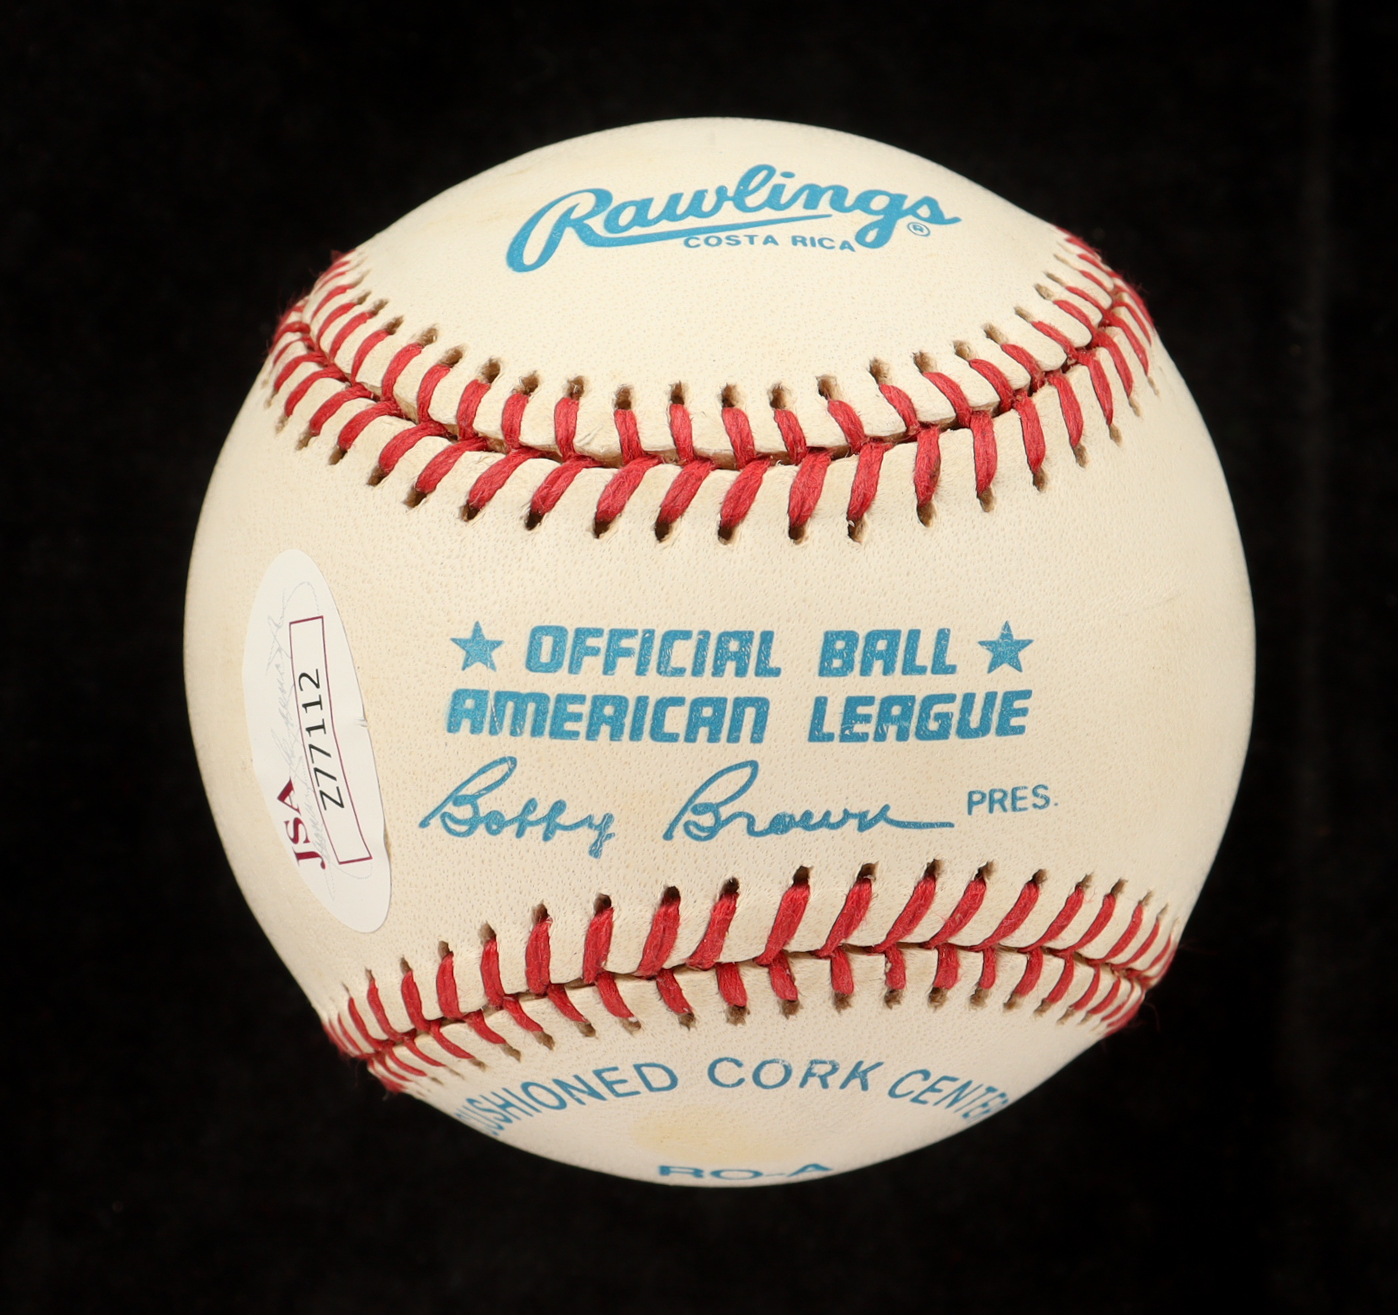 Rawlings®
COSTA RICA
★ OFFICIAL BALL ★
AMERICAN LEAGUE
Bobby Brown PRES.
JSA
Z77112
CUSHIONED CORK CENTER
RO-A